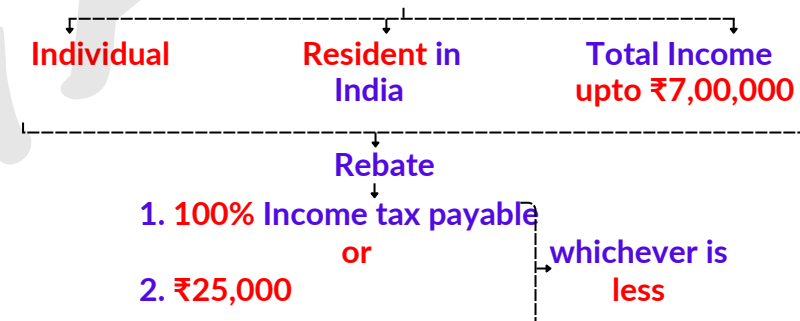 Individual
Resident in
India
Total Income
upto ₹7,00,000
Rebate
1. 100% Income tax payable
or
2. ₹25,000
whichever is
less